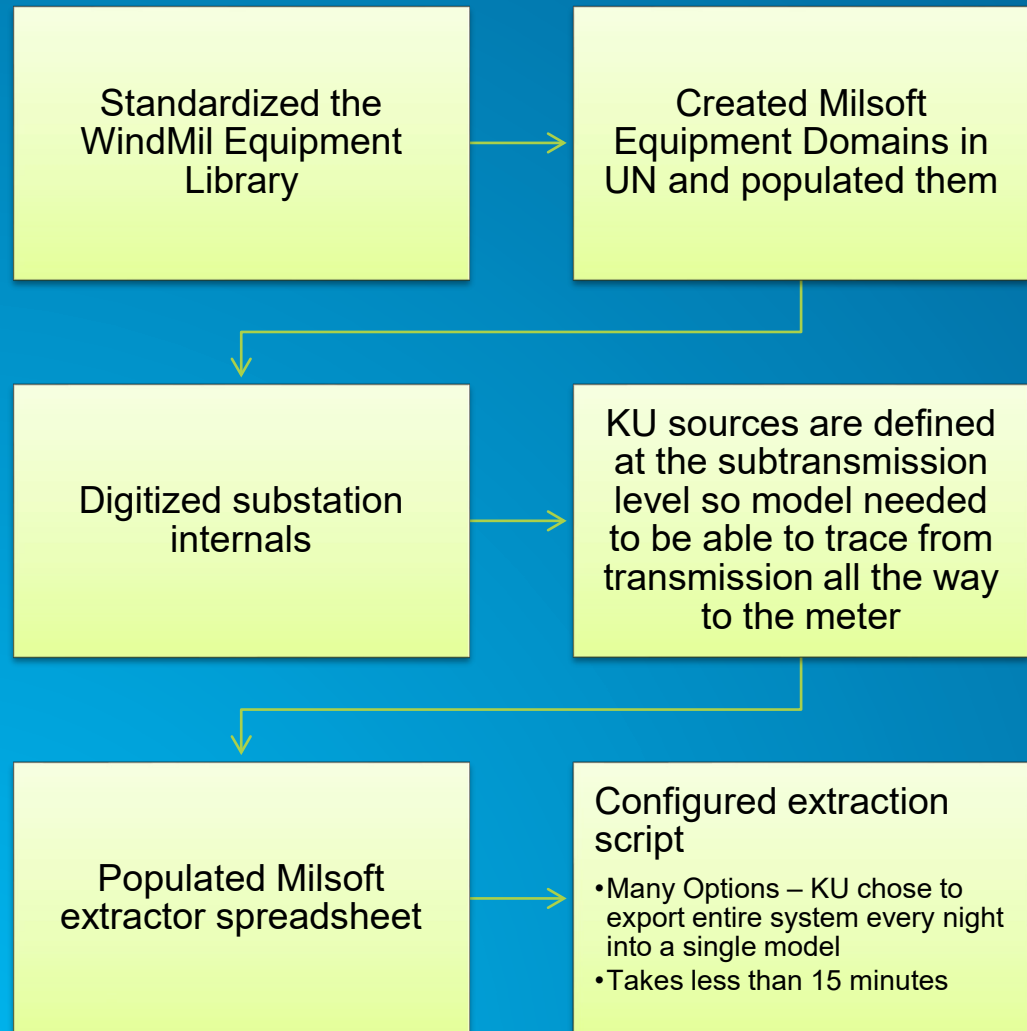 Standardized the
WindMil Equipment
Library
Created Milsoft
Equipment Domains in
UN and populated them
Digitized substation
internals
KU sources are defined
at the subtransmission
level so model needed
to be able to trace from
transmission all the way
to the meter
Populated Milsoft
extractor spreadsheet
Configured extraction
script
•Many Options – KU chose to
export entire system every night
into a single model
•Takes less than 15 minutes